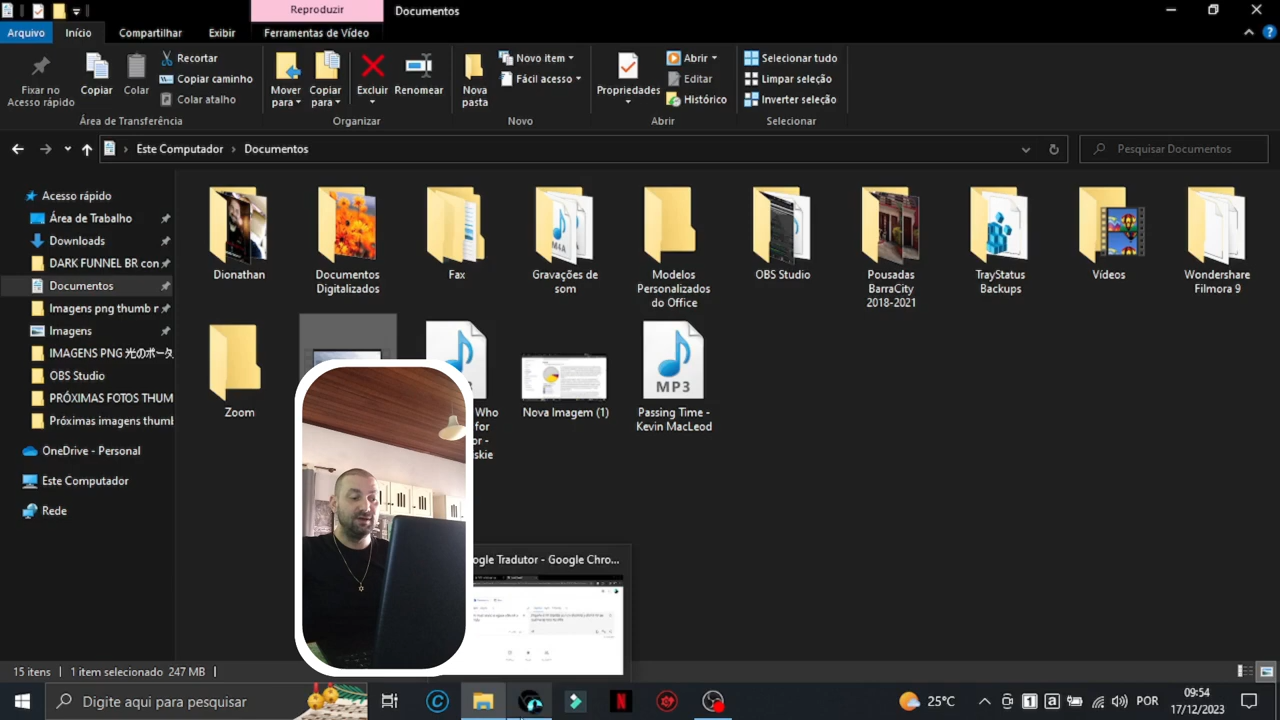 Reproduzir
Documentos
Arquivo
Início
Compartilhar
Exibir
Ferramentas de Vídeo
Fixar no
Acesso rápido
Copiar
Colar
Recortar
Copiar caminho
Colar atalho
Área de Transferência
Mover
para
Copiar
para
Excluir
Renomear
Organizar
Nova
pasta
Novo item
Fácil acesso
Novo
Propriedades
Abrir
Editar
Histórico
Abrir
Selecionar tudo
Limpar seleção
Inverter seleção
Selecionar
Este Computador > Documentos
Pesquisar Documentos
Acesso rápido
Área de Trabalho
Downloads
DARK FUNNEL BR con
Documentos
Imagens png thumb r
Imagens
IMAGENS PNG 光のポータ
OBS Studio
PRÓXIMAS FOTOS THUM
Próximas imagens thumb
OneDrive - Personal
Este Computador
Rede
Dionathan
Documentos
Digitalizados
Fax
M4A
Gravações de
som
Modelos
Personalizados
do Office
OBS Studio
Pousadas
BarraCity
2018-2021
TrayStatus
Backups
Vídeos
Wondershare
Filmora 9
Zoom
Who
for
or -
skie
Nova Imagem (1)
MP3
Passing Time -
Kevin MacLeod
ogle Tradutor - Google Chro...
15 itens
1 item selecionado 247 MB
Digite aqui para pesquisar
25°C
POR
09:54
17/12/2023